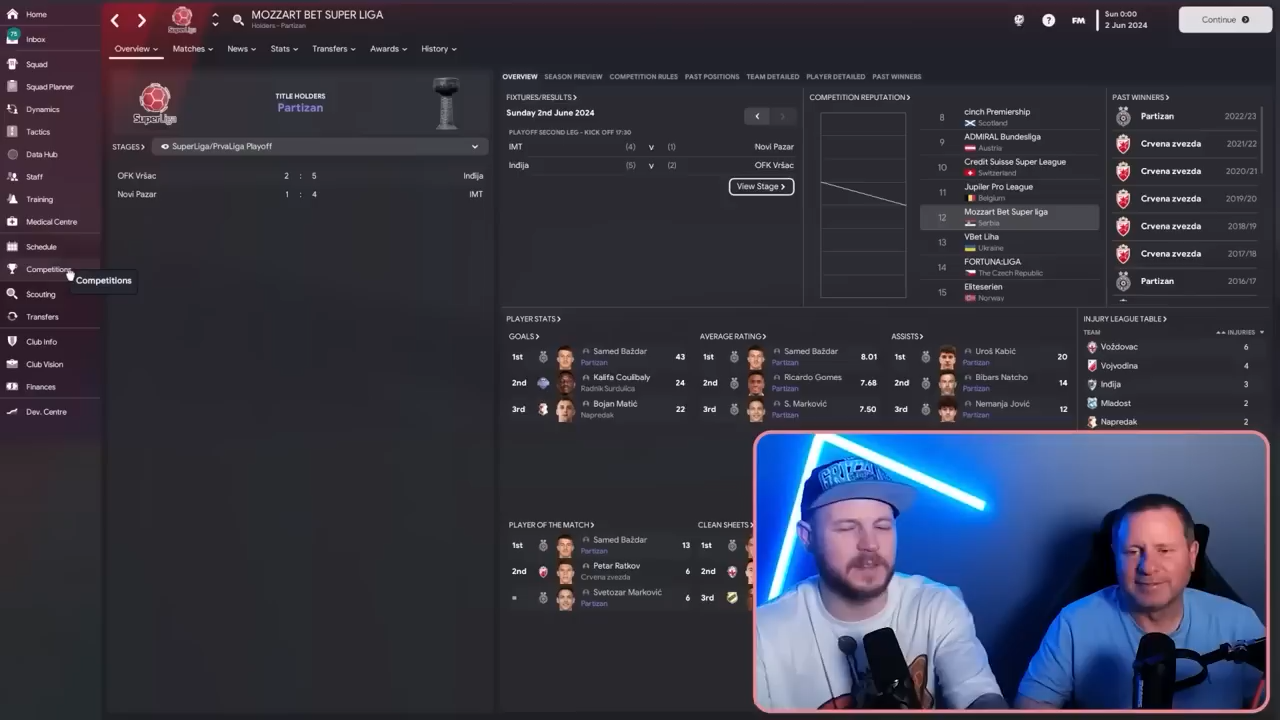 Home
75
Inbox
Squad
Squad Planner
Dynamics
Tactics
Data Hub
Staff
Training
Medical Centre
Schedule
Competitions
Competitions
Scouting
Transfers
Club Info
Club Vision
Finances
Dev. Centre
SuperLiga
MOZZART BET SUPER LIGA
Holders - Partizan
FM
Sun 0:00
2 Jun 2024
Continue
Overview
Matches
News
Stats
Transfers
Awards
History
SuperLiga
TITLE HOLDERS
Partizan
STAGES
SuperLiga/PrvaLiga Playoff
OFK Vršac 2 : 5 Inđija
Novi Pazar 1 : 4 IMT
OVERVIEW SEASON PREVIEW COMPETITION RULES PAST POSITIONS TEAM DETAILED PLAYER DETAILED PAST WINNERS
FIXTURES/RESULTS
Sunday 2nd June 2024
PLAYOFF SECOND LEG - KICK OFF 17:30
IMT (4) v (1) Novi Pazar
Inđija (5) v (2) OFK Vršac
View Stage
COMPETITION REPUTATION
8 cinch Premiership
Scotland
9 ADMIRAL Bundesliga
Austria
10 Credit Suisse Super League
Switzerland
11 Jupiler Pro League
Belgium
12 Mozzart Bet Super liga
Serbia
13 VBet Liha
Ukraine
14 FORTUNA:LIGA
The Czech Republic
15 Eliteserien
Norway
PAST WINNERS
Partizan 2022/23
Crvena zvezda 2021/22
Crvena zvezda 2020/21
Crvena zvezda 2019/20
Crvena zvezda 2018/19
Crvena zvezda 2017/18
Partizan 2016/17
PLAYER STATS
GOALS
1st Samed Baždar 43
Partizan
2nd Kalifa Coulibaly 24
Radnik Surdulica
3rd Bojan Matić 22
Napredak
AVERAGE RATING
1st Samed Baždar 8.01
Partizan
2nd Ricardo Gomes 7.68
Partizan
3rd S. Marković 7.50
Partizan
ASSISTS
1st Uroš Kabić 20
Partizan
2nd Bibars Natcho 14
Partizan
3rd Nemanja Jović 12
Partizan
INJURY LEAGUE TABLE
TEAM INJURIES
Voždovac 6
Vojvodina 4
Inđija 3
Mladost 2
Napredak 2
PLAYER OF THE MATCH
1st Samed Baždar 13
Partizan
2nd Petar Ratkov 6
Crvena zvezda
= Svetozar Marković 6
Partizan
CLEAN SHEETS
1st
2nd
3rd